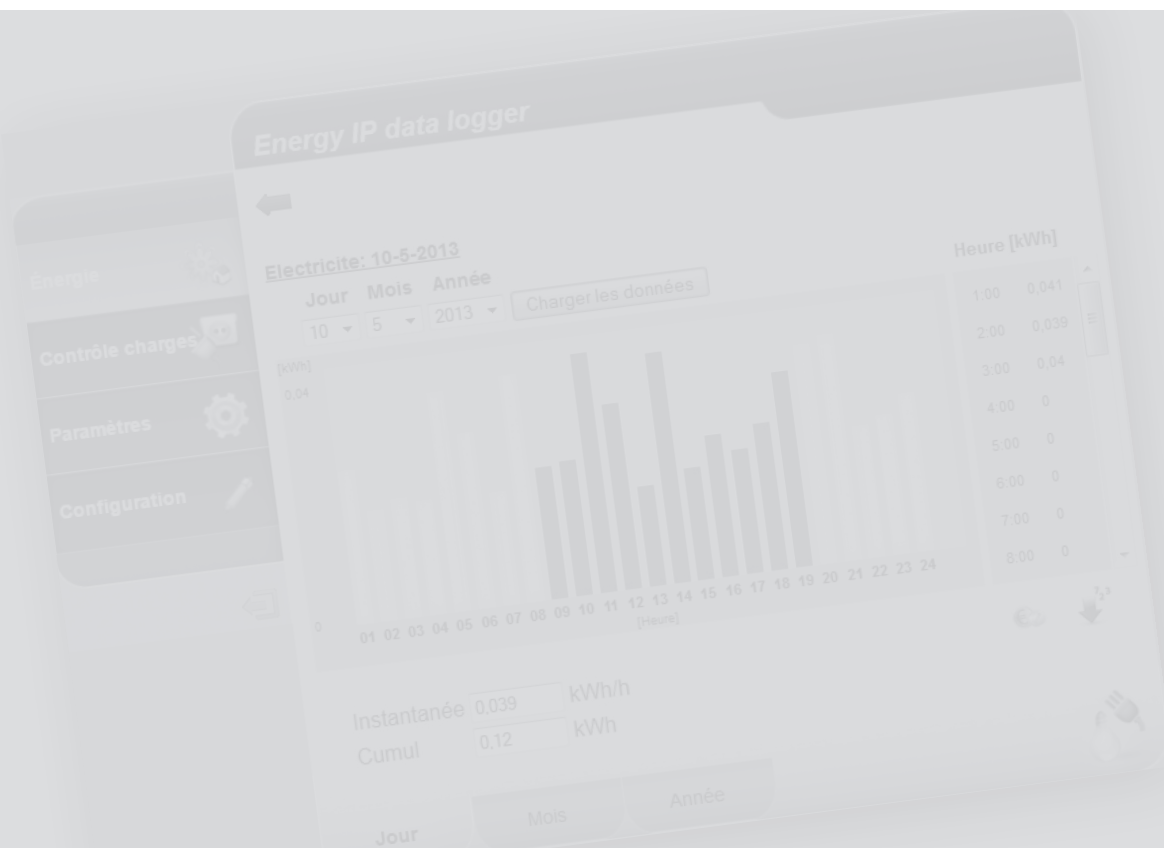 Energy IP data logger
Energie
Contrôle charges
Paramètres
Configuration
Electricite: 10-5-2013
Jour Mois Année
10 5 2013 Charger les données
Heure [kWh]
1:00 0,041
2:00 0,039
3:00 0,04
4:00 0
5:00 0
6:00 0
7:00 0
8:00 0
[kWh]
0,04
0
01 02 03 04 05 06 07 08 09 10 11 12 13 14 15 16 17 18 19 20 21 22 23 24
[Heure]
Instantanée 0,039 kWh/h
Cumul 0,12 kWh
Jour Mois Année